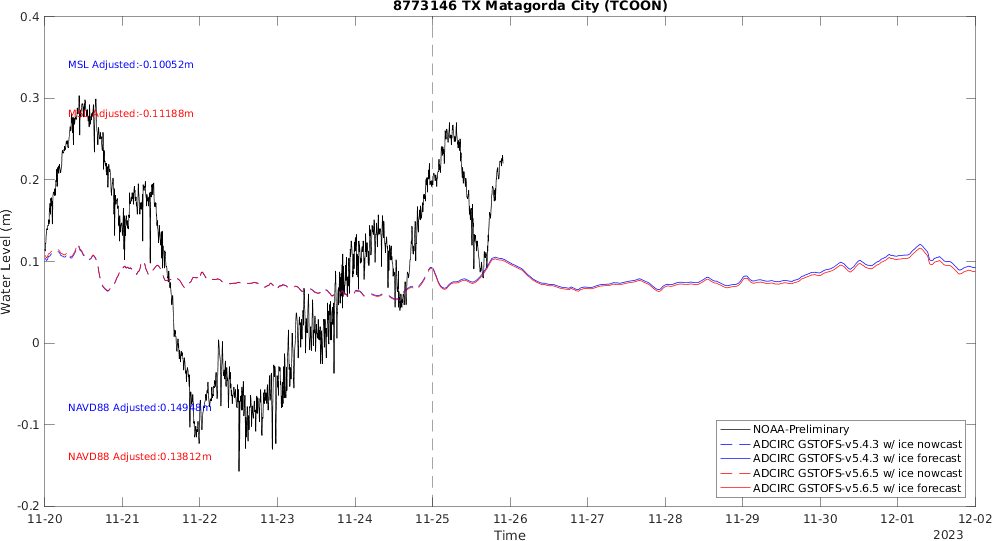 8773146 TX Matagorda City (TCOON)
0.4
0.3
0.2
0.1
0
-0.1
-0.2
Water Level (m)
MSL Adjusted:-0.10052m
MSL Adjusted:-0.11188m
NAVD88 Adjusted:0.14948m
NAVD88 Adjusted:0.13812m
NOAA-Preliminary
ADCIRC GSTOFS-v5.4.3 w/ ice nowcast
ADCIRC GSTOFS-v5.4.3 w/ ice forecast
ADCIRC GSTOFS-v5.6.5 w/ ice nowcast
ADCIRC GSTOFS-v5.6.5 w/ ice forecast
11-20 11-21 11-22 11-23 11-24 11-25 11-26 11-27 11-28 11-29 11-30 12-01 12-02
Time
2023